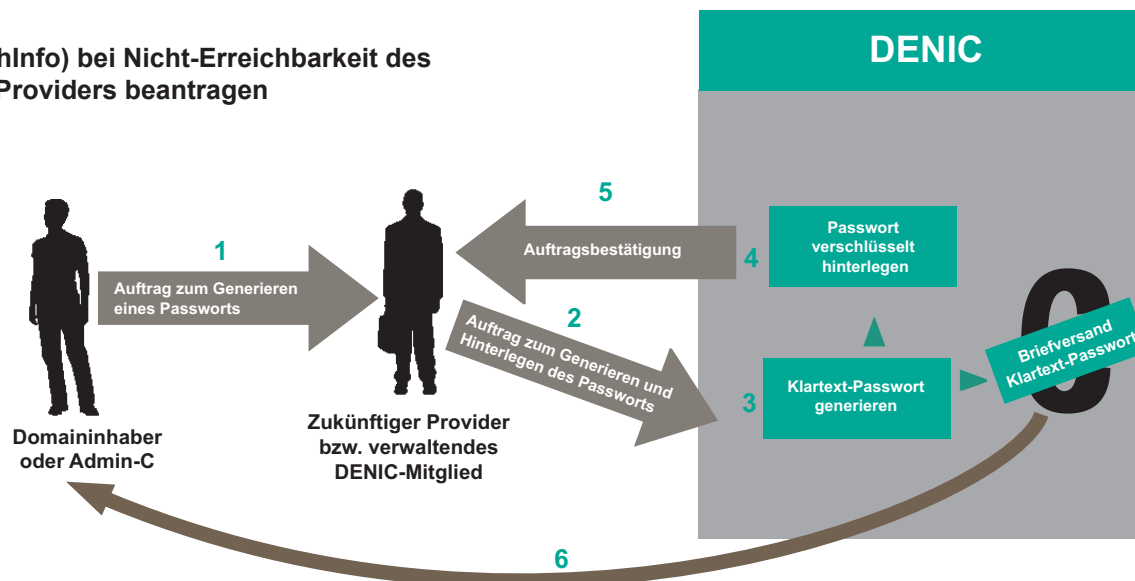 hInfo) bei Nicht-Erreichbarkeit des
Providers beantragen
DENIC
5
1
Auftragsbestätigung
4
Passwort
verschlüsselt
hinterlegen
Auftrag zum Generieren
eines Passworts
2
Auftrag zum Generieren und
Hinterlegen des Passworts
Briefversand
Klartext-Passwort
3
Klartext-Passwort
generieren
Domaininhaber
oder Admin-C
Zukünftiger Provider
bzw. verwaltendes
DENIC-Mitglied
6